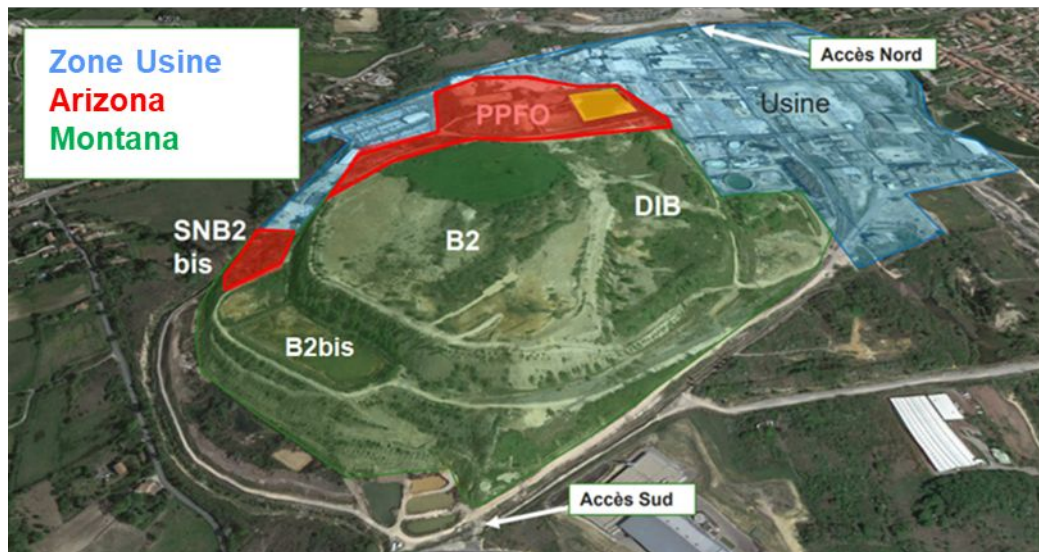 Zone Usine
Arizona
Montana
Accès Nord
PPFO
Usine
SNB2
bis
B2
DIB
B2bis
Accès Sud